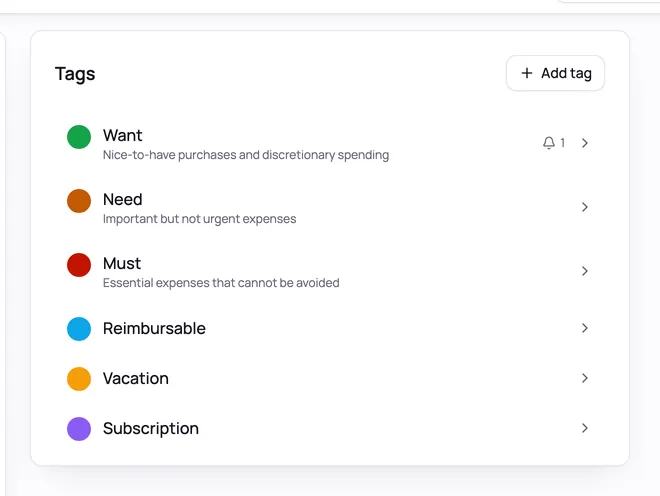 Tags
+ Add tag
Want
Nice-to-have purchases and discretionary spending
1
Need
Important but not urgent expenses
Must
Essential expenses that cannot be avoided
Reimbursable
Vacation
Subscription